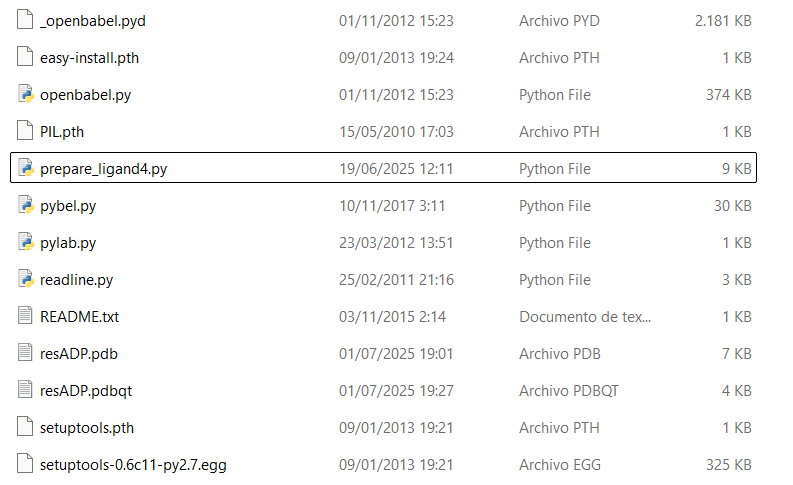 _openbabel.pyd 01/11/2012 15:23 Archivo PYD 2.181 KB
easy-install.pth 09/01/2013 19:24 Archivo PTH 1 KB
openbabel.py 01/11/2012 15:23 Python File 374 KB
PIL.pth 15/05/2010 17:03 Archivo PTH 1 KB
prepare_ligand4.py 19/06/2025 12:11 Python File 9 KB
pybel.py 10/11/2017 3:11 Python File 30 KB
pylab.py 23/03/2012 13:51 Python File 1 KB
readline.py 25/02/2011 21:16 Python File 3 KB
README.txt 03/11/2015 2:14 Documento de tex... 1 KB
resADP.pdb 01/07/2025 19:01 Archivo PDB 7 KB
resADP.pdbqt 01/07/2025 19:27 Archivo PDBQT 4 KB
setuptools.pth 09/01/2013 19:21 Archivo PTH 1 KB
setuptools-0.6c11-py2.7.egg 09/01/2013 19:21 Archivo EGG 325 KB